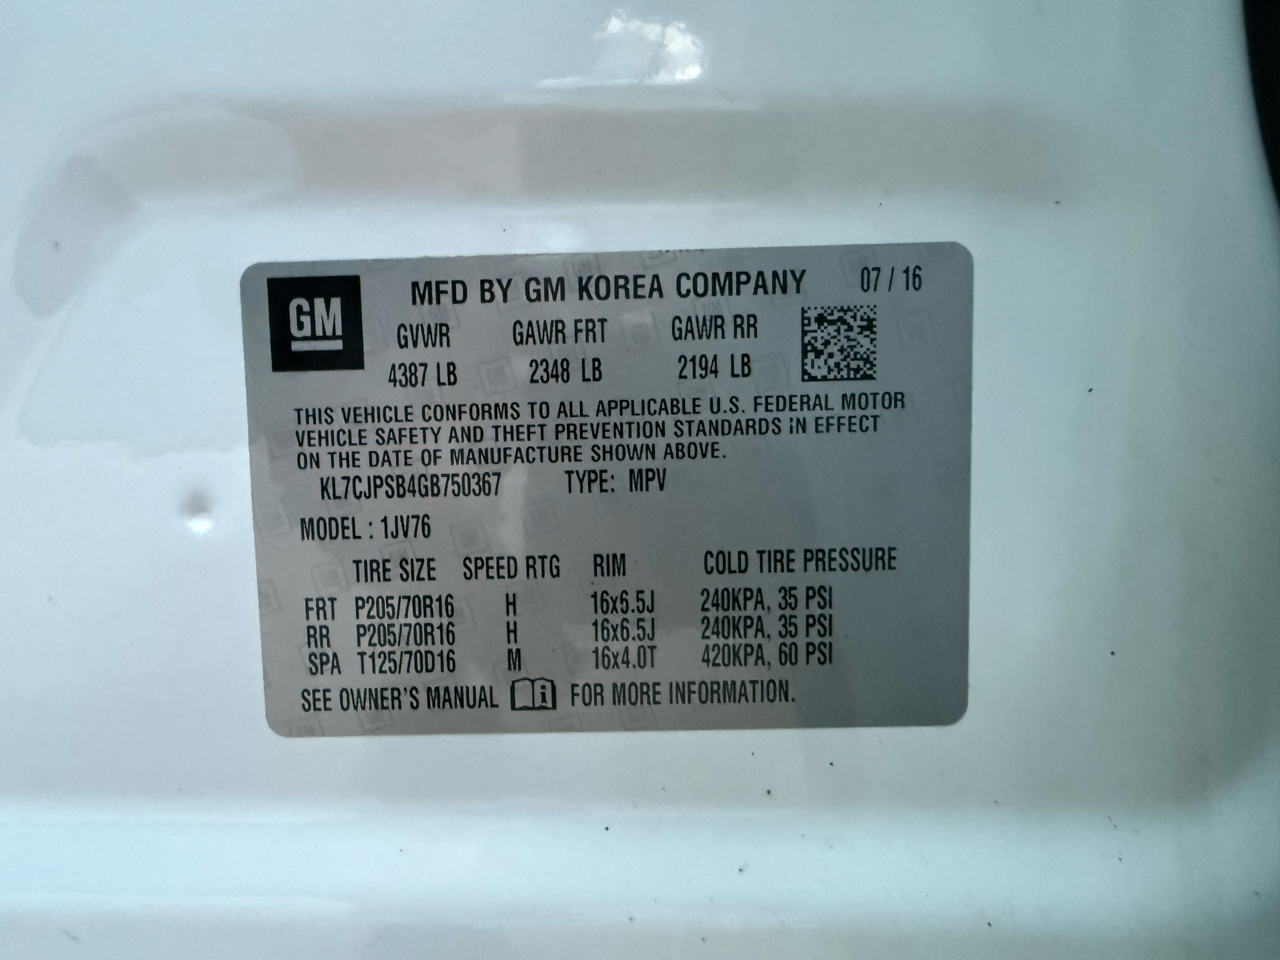 GM MFD BY GM KOREA COMPANY 07 / 16
GVWR GAWR FRT GAWR RR
4387 LB 2348 LB 2194 LB
THIS VEHICLE CONFORMS TO ALL APPLICABLE U.S. FEDERAL MOTOR
VEHICLE SAFETY AND THEFT PREVENTION STANDARDS IN EFFECT
ON THE DATE OF MANUFACTURE SHOWN ABOVE.
KL7CJPSB4GB750367 TYPE: MPV
MODEL : 1JV76
TIRE SIZE SPEED RTG RIM COLD TIRE PRESSURE
FRT P205/70R16 H 16x6.5J 240KPA, 35 PSI
RR P205/70R16 H 16x6.5J 240KPA, 35 PSI
SPA T125/70D16 M 16x4.0T 420KPA, 60 PSI
SEE OWNER'S MANUAL FOR MORE INFORMATION.